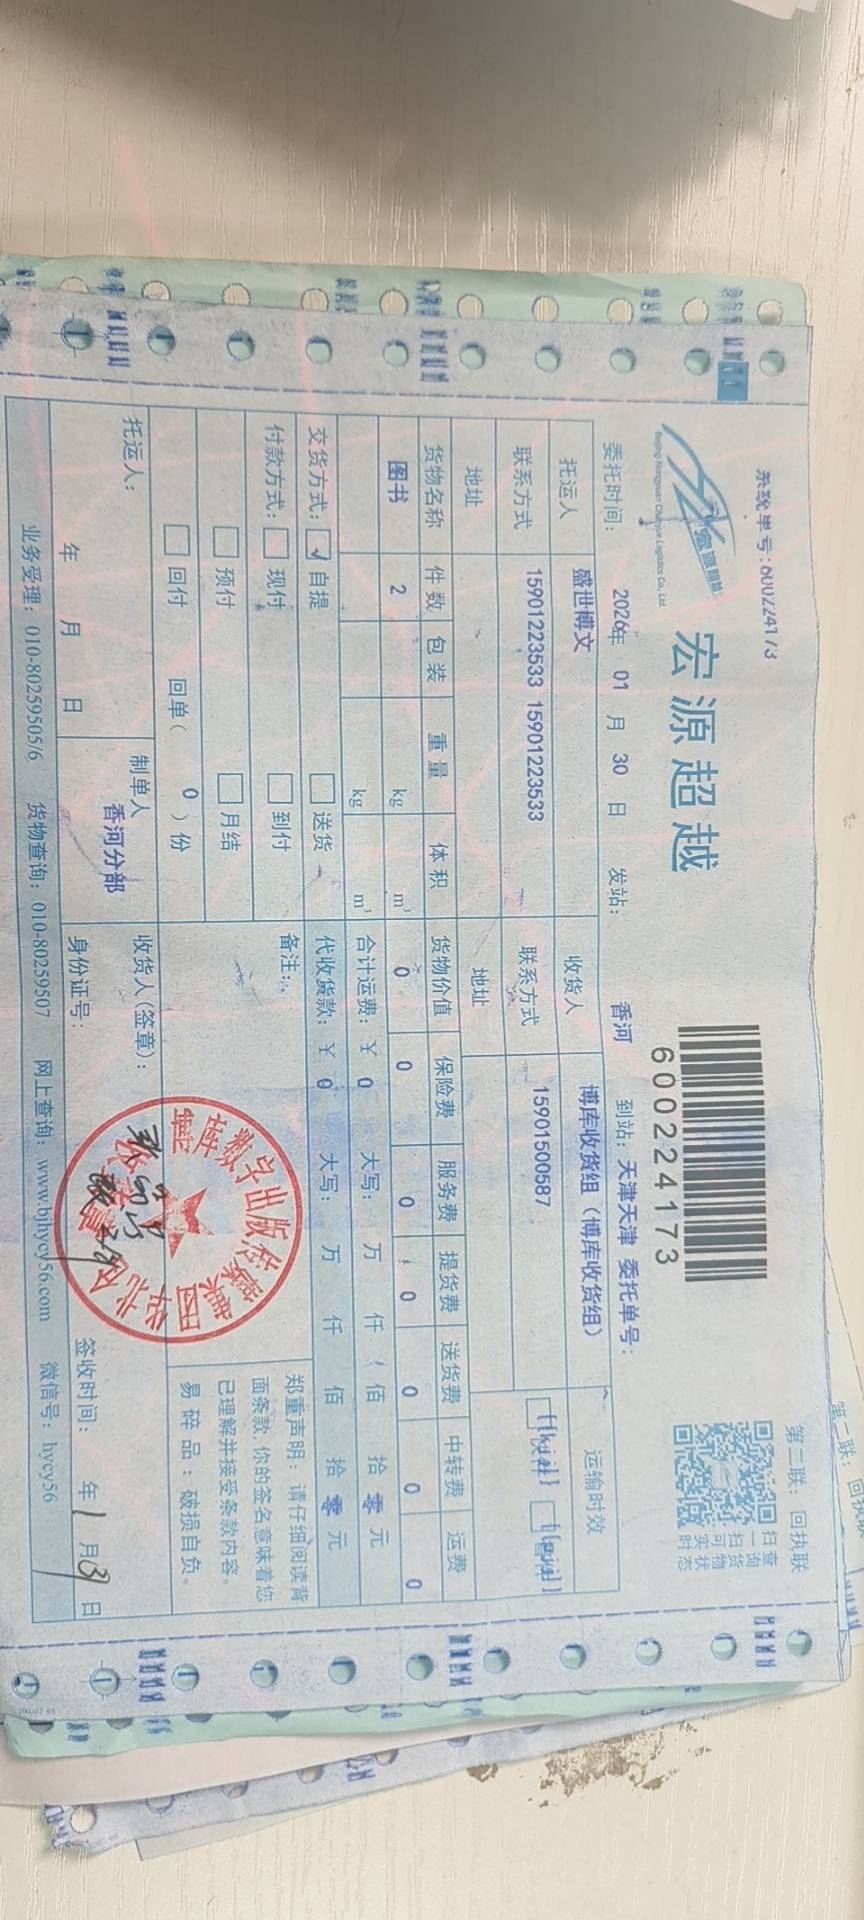 系统单号:600224173
第二联：回执联
宏源超越
Beijing Hongyuan Chaoyue Logistics Co., Ltd
600224173
扫一扫可实时
查询货物状态
委托时间： 2026年 01 月 30 日 发站： 香河 到站：天津天津 委托单号：
托运人 盛世博文 收货人 博库收货组（博库收货组） 运输时效
联系方式 15901223533 15901223533 联系方式 15901500587
地址 地址
货物名称 件数 包装 重量 体积 货物价值 保险费 服务费 提货费 送货费 中转费 运费
图书 2 kg m³ 0 0 0 0 0 0 0
kg m³ 合计运费：￥ 0 大写： 万 仟 佰 拾 零 元
交货方式：☑自提 □送货 代收货款：￥ 0 大写： 万 仟 佰 拾 零 元
付款方式：□现付 □到付 备注：
□预付 □月结
□回付 回单（ 0 ）份
郑重声明：请仔细阅读背
面条款，你的签名意味着您
已理解并接受条款内容。
易碎品：破损自负。
托运人： 制单人 收货人（签章）：
香河分部
年 月 日 身份证号： 签收时间： 年 1 月 31 日
业务受理：010-80259505/6 货物查询：010-80259507 网上查询：www.bjhycy56.com 微信号：hycy56